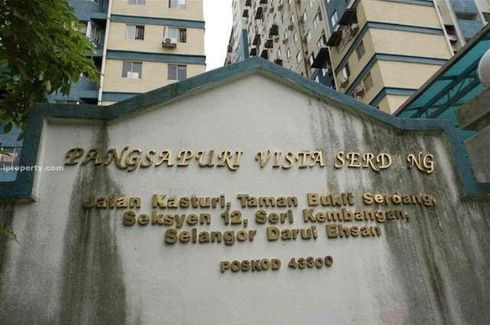 PANGSAPURI VISTA SERD NG
Jalan Kasturi, Taman Bukit Serdang,
Seksyen 12, Seri Kembangan,
Selangor Darul Ehsan
POSKOD 43300
iproperty.com